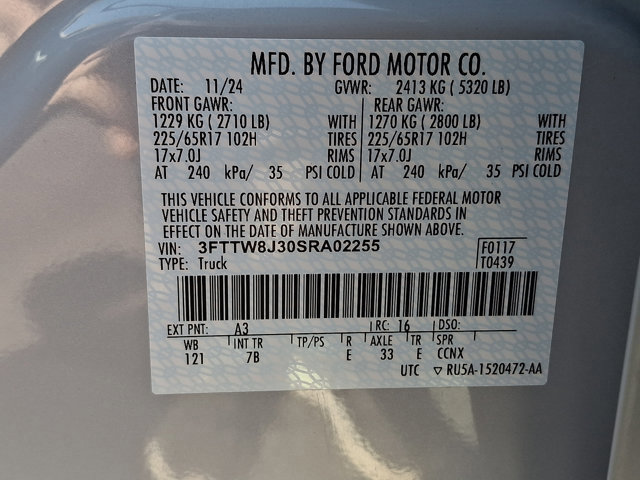 MFD. BY FORD MOTOR CO.
DATE: 11/24 GVWR: 2413 KG ( 5320 LB)
FRONT GAWR: REAR GAWR:
1229 KG ( 2710 LB) WITH 1270 KG ( 2800 LB) WITH
225/65R17 102H TIRES 225/65R17 102H TIRES
17x7.0J RIMS 17x7.0J RIMS
AT 240 kPa/ 35 PSI COLD AT 240 kPa/ 35 PSI COLD
THIS VEHICLE CONFORMS TO ALL APPLICABLE FEDERAL MOTOR
VEHICLE SAFETY AND THEFT PREVENTION STANDARDS IN
EFFECT ON THE DATE OF MANUFACTURE SHOWN ABOVE.
VIN: 3FTTW8J30SRA02255 F0117
TYPE: Truck T0439
EXT PNT: A3 RC: 16 DSO:
WB INT TR TP/PS R AXLE TR SPR
121 7B E 33 E CCNX
UTC ▽ RU5A-1520472-AA